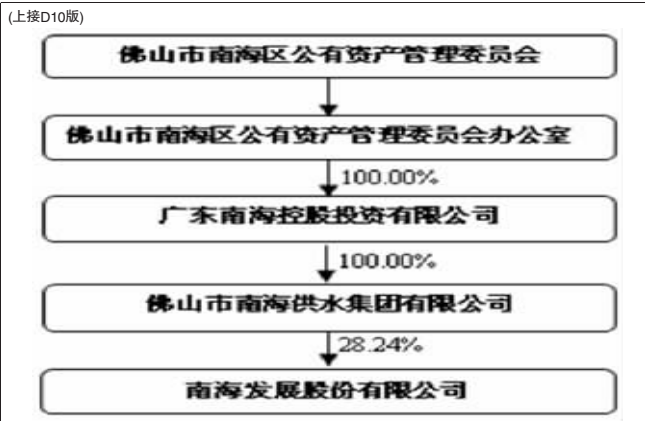 (上接D10版)
佛山市南海区公有资产管理委员会
佛山市南海区公有资产管理委员会办公室
100.00%
广东南海控股投资有限公司
100.00%
佛山市南海供水集团有限公司
28.24%
南海发展股份有限公司